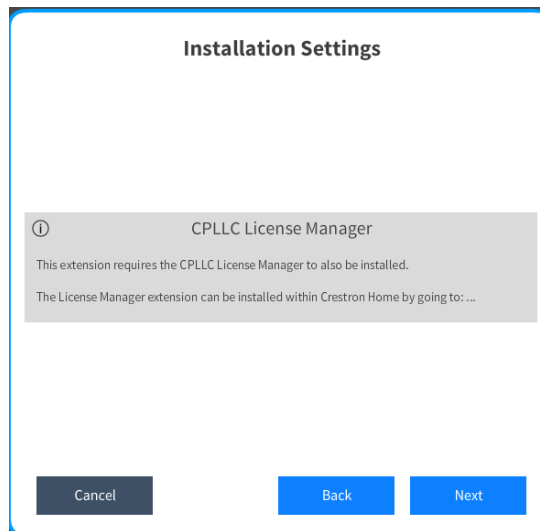 Installation Settings
CPLLC License Manager
This extension requires the CPLLC License Manager to also be installed.
The License Manager extension can be installed within Crestron Home by going to: ...
Cancel Back Next